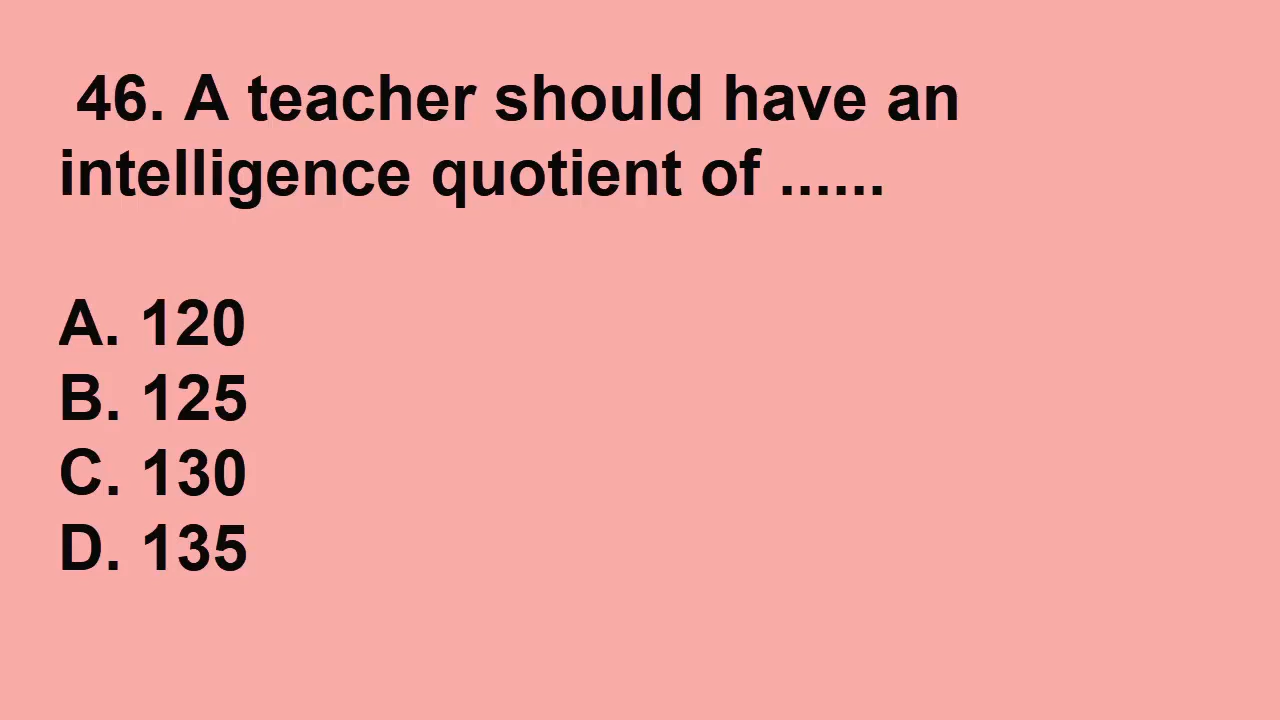 46. A teacher should have an
intelligence quotient of ......
A. 120
B. 125
C. 130
D. 135